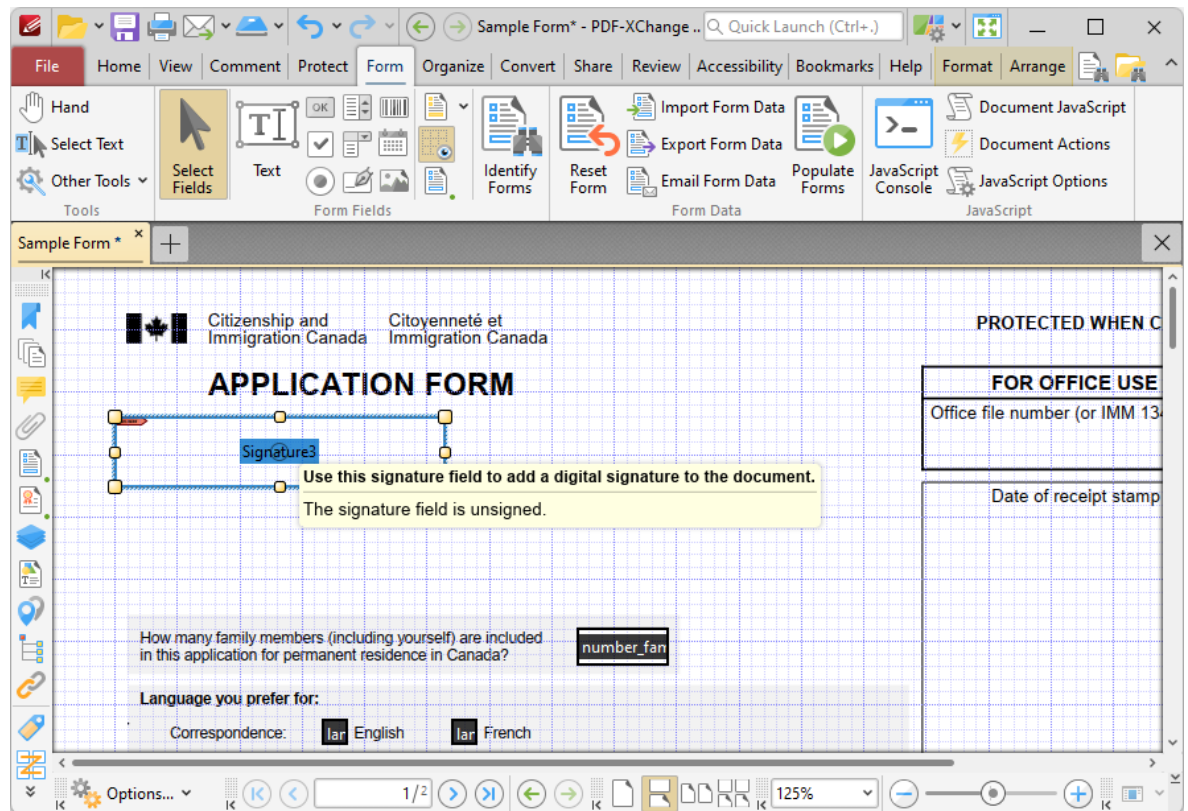 Sample Form* - PDF-XChange ..
Quick Launch (Ctrl+.)
File Home View Comment Protect Form Organize Convert Share Review Accessibility Bookmarks Help Format Arrange
Hand
Select Text
Other Tools
Tools
Select Fields
Text
OK
Form Fields
Identify Forms
Reset Form
Import Form Data
Export Form Data
Email Form Data
Populate Forms
Form Data
JavaScript Console
Document JavaScript
Document Actions
JavaScript Options
JavaScript
Sample Form *
Citizenship and Immigration Canada
Citoyenneté et Immigration Canada
PROTECTED WHEN C
APPLICATION FORM
FOR OFFICE USE
Office file number (or IMM 134
Signature3
Use this signature field to add a digital signature to the document.
The signature field is unsigned.
Date of receipt stamp
How many family members (including yourself) are included
in this application for permanent residence in Canada?
number_fam
Language you prefer for:
Correspondence: lan English lan French
Options...
1/2
125%